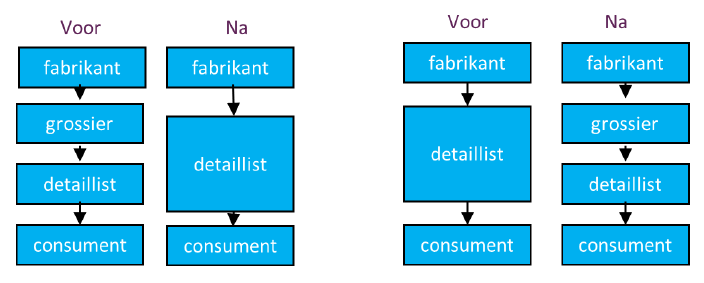 Voor
fabrikant
grossier
detaillist
consument
Na
fabrikant
detaillist
consument
Voor
fabrikant
detaillist
consument
Na
fabrikant
grossier
detaillist
consument